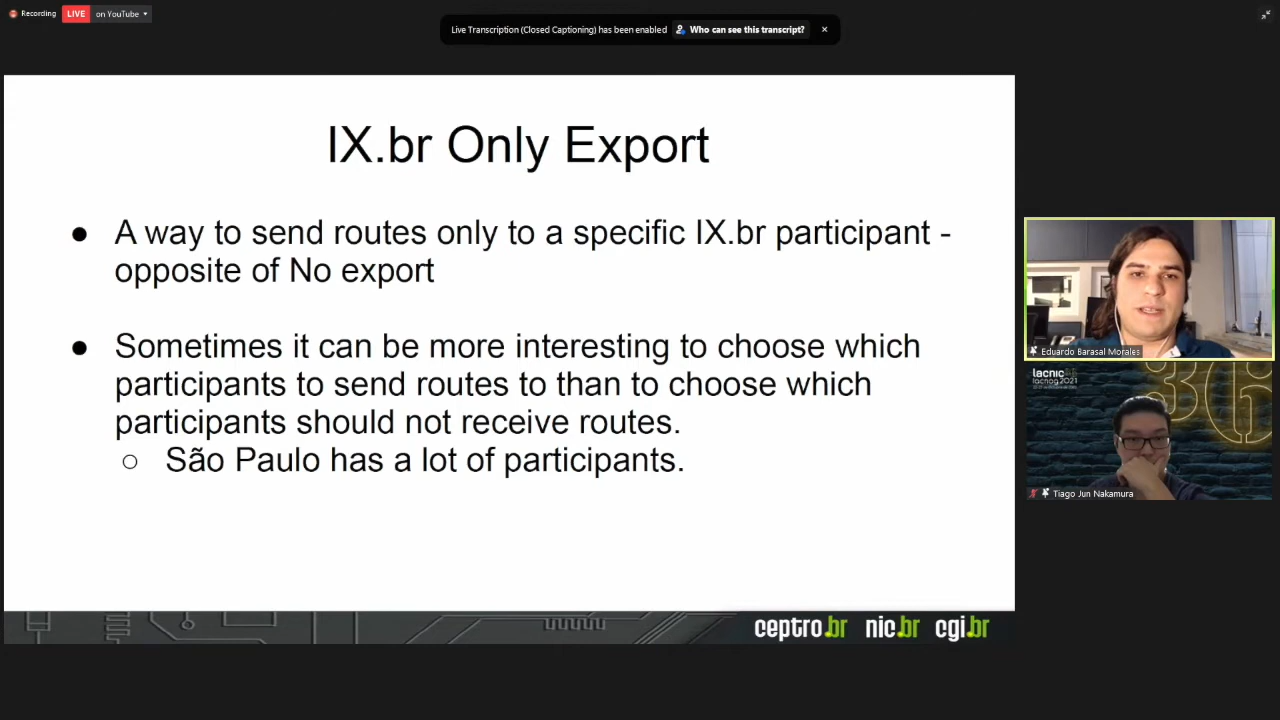 Recording
LIVE
on YouTube
Live Transcription (Closed Captioning) has been enabled
Who can see this transcript?
IX.br Only Export
● A way to send routes only to a specific IX.br participant -
opposite of No export
● Sometimes it can be more interesting to choose which
participants to send routes to than to choose which
participants should not receive routes.
○ São Paulo has a lot of participants.
ceptro.br nic.br cgi.br
Eduardo Barasal Morales
lacnic
lacnog 2021
Tiago Jun Nakamura